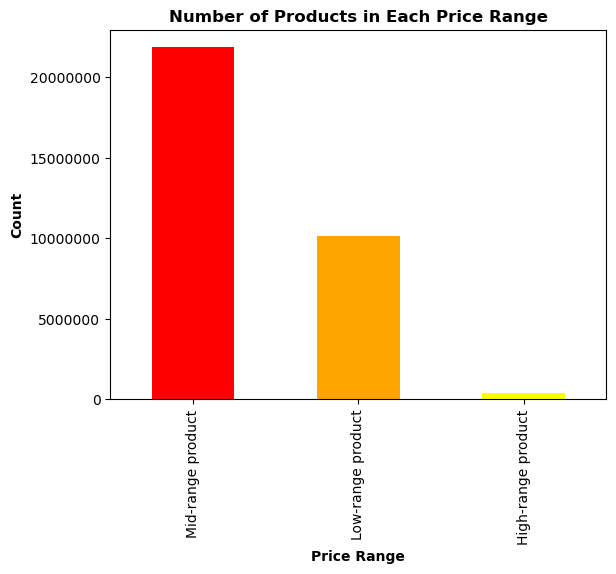 Number of Products in Each Price Range
20000000
15000000
10000000
5000000
0
Count
Mid-range product
Low-range product
High-range product
Price Range